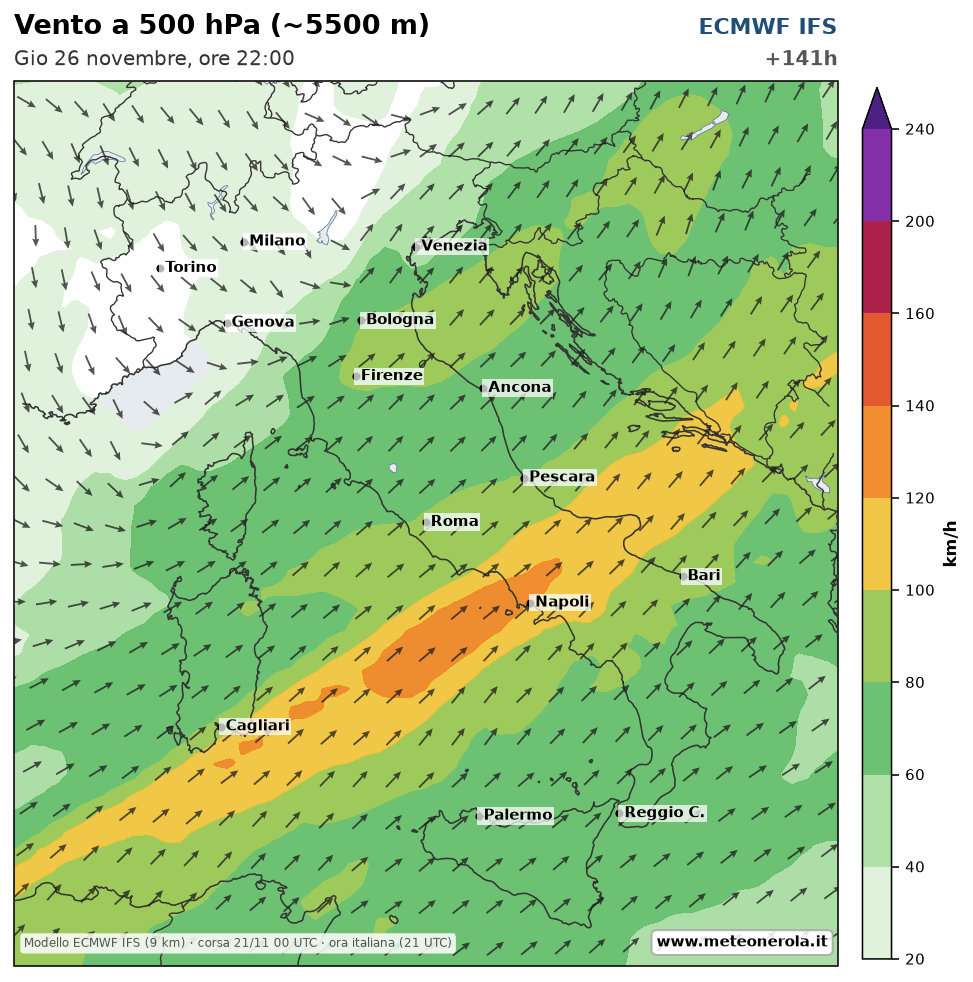 Vento a 500 hPa (~5500 m)
ECMWF IFS
Gio 26 novembre, ore 22:00
+141h
Milano
Venezia
Torino
Genova
Bologna
Firenze
Ancona
Pescara
Roma
Bari
Napoli
Cagliari
Palermo
Reggio C.
240
200
160
140
120
100
80
60
40
20
km/h
Modello ECMWF IFS (9 km) · corsa 21/11 00 UTC · ora italiana (21 UTC)
www.meteonerola.it